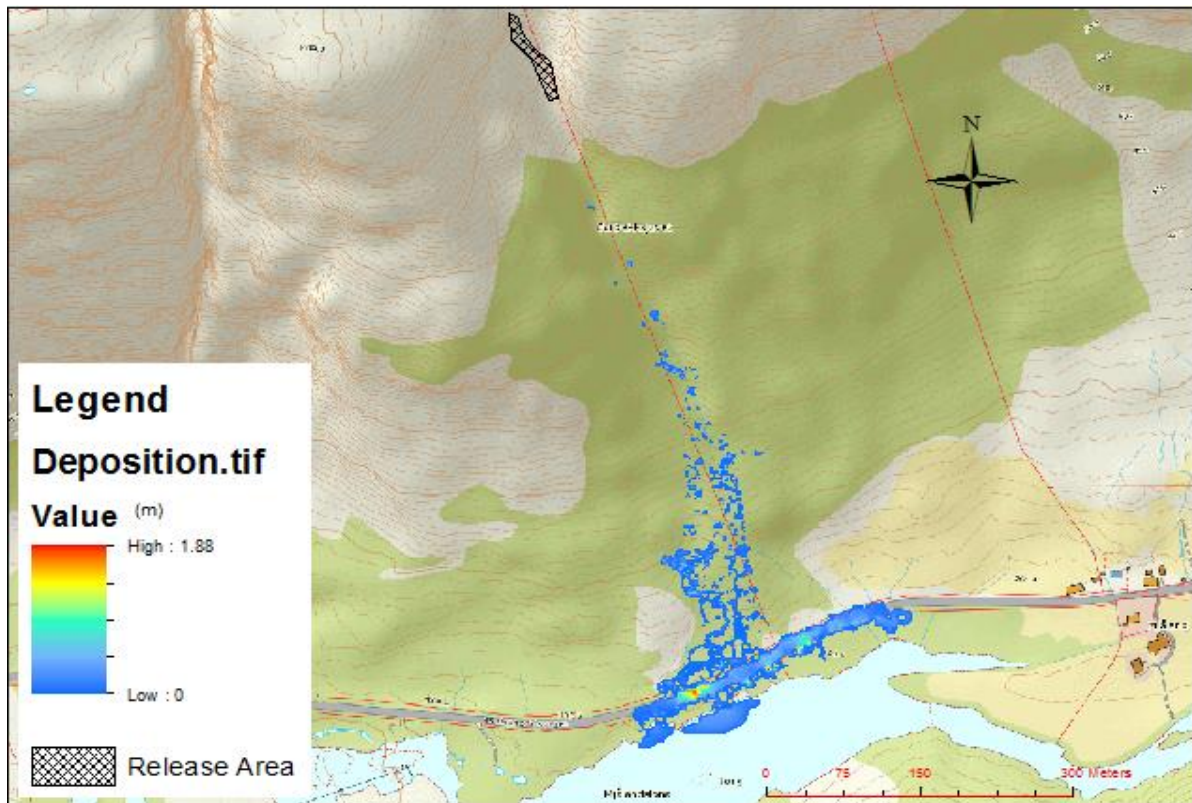 N
Legend
Deposition.tif
Value (m)
High : 1.88
Low : 0
Release Area
0 75 150 300 Meters